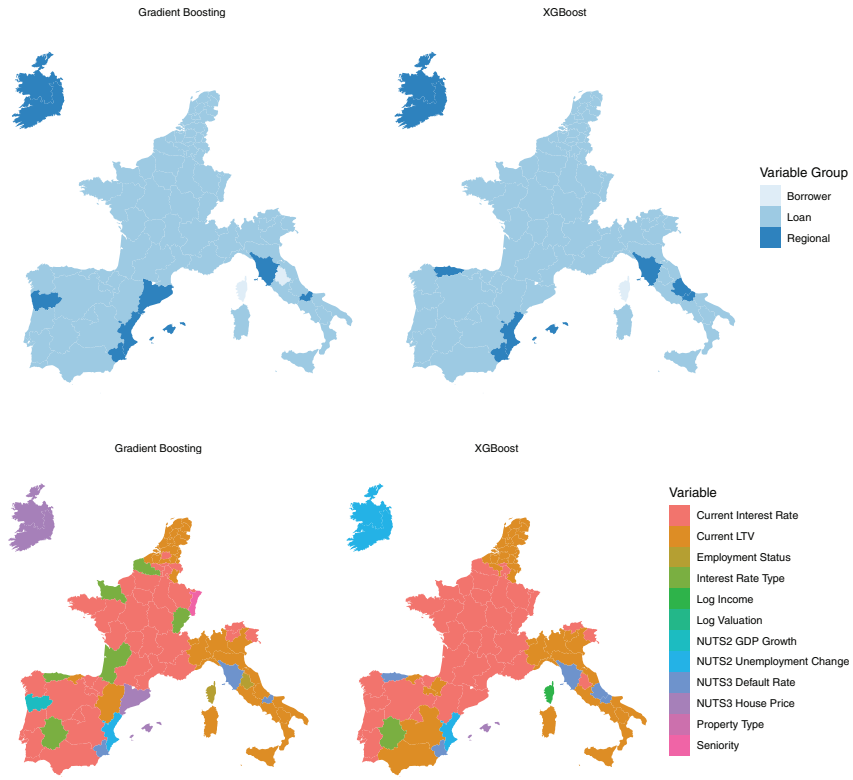 Gradient Boosting
XGBoost
Variable Group
Borrower
Loan
Regional
Gradient Boosting
XGBoost
Variable
Current Interest Rate
Current LTV
Employment Status
Interest Rate Type
Log Income
Log Valuation
NUTS2 GDP Growth
NUTS2 Unemployment Change
NUTS3 Default Rate
NUTS3 House Price
Property Type
Seniority